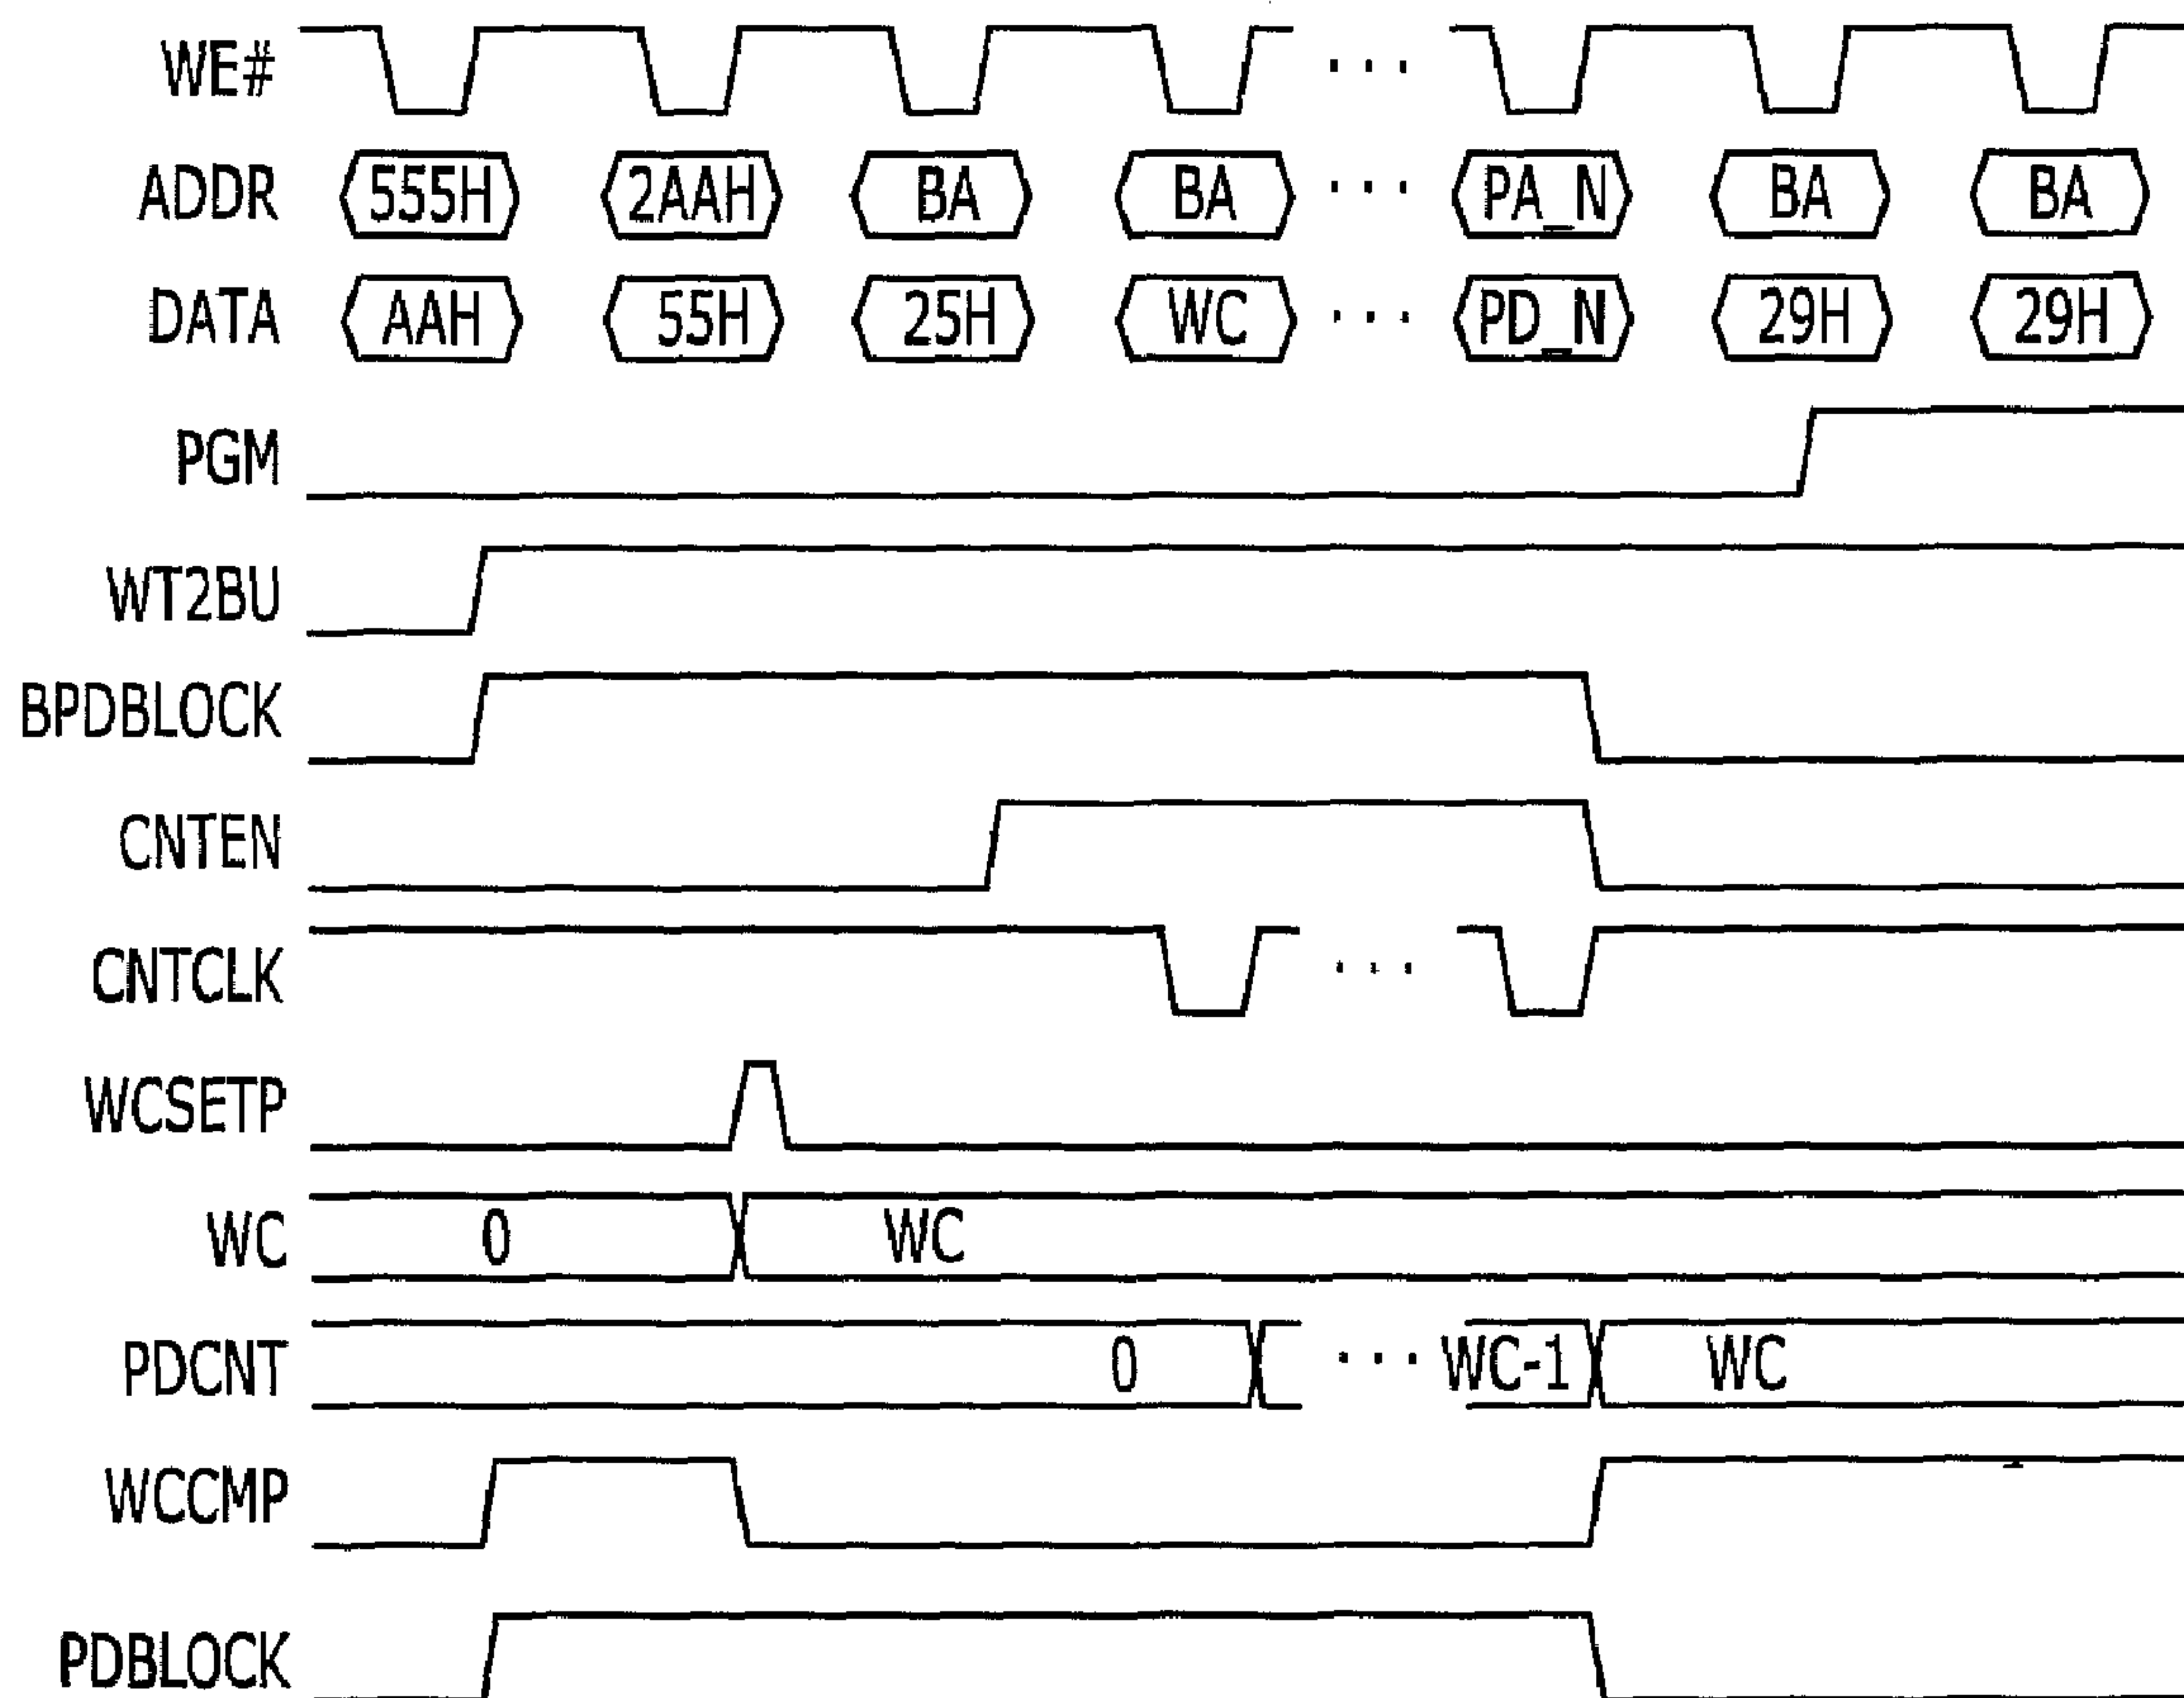 WE# ... 
ADDR 555H 2AAH BA BA ... PA_N BA BA
DATA AAH 55H 25H WC ... PD_N 29H 29H
PGM
WT2BU
BPDBLOCK
CNTEN
CNTCLK ...
WCSETP
WC 0 WC
PDCNT 0 ... WC-1 WC
WCCMP
PDBLOCK